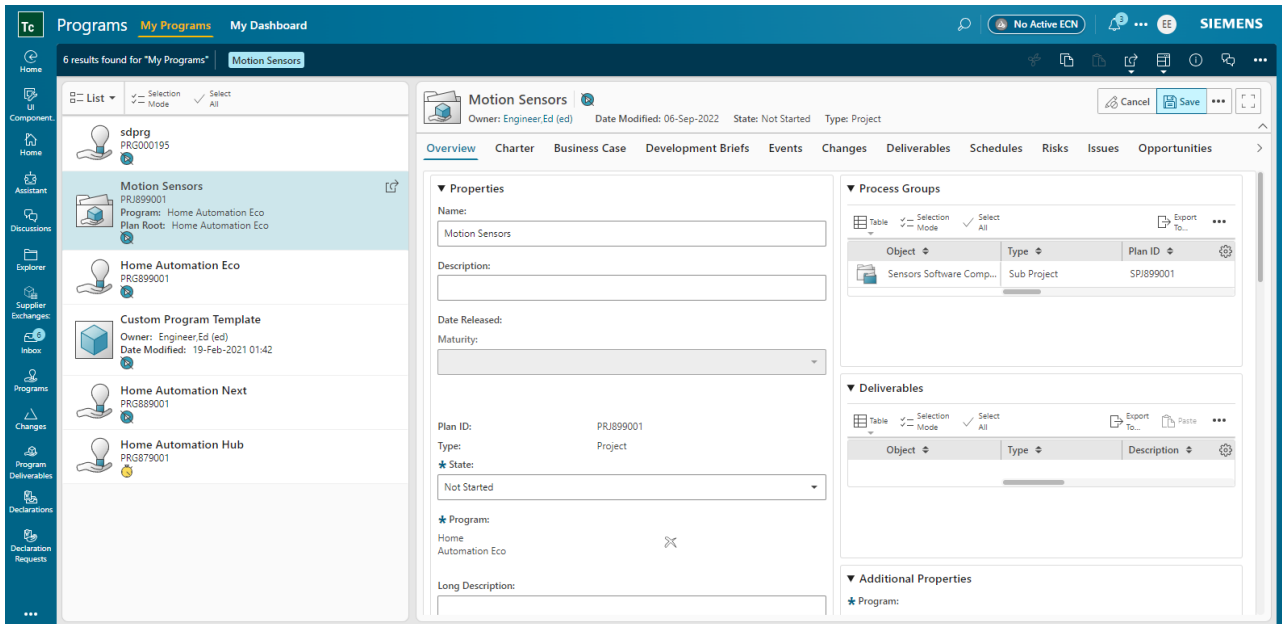 Tc
Programs My Programs My Dashboard
No Active ECN
3
EE
SIEMENS
6 results found for "My Programs"
Motion Sensors
Home
UI
Component..
Home
Assistant
Discussions
Explorer
Supplier
Exchanges:
6
Inbox
Programs
Changes
Program
Deliverables
Declarations
Declaration
Requests
List
Selection
Mode
Select
All
sdprg
PRG000195
Motion Sensors
PRJ899001
Program: Home Automation Eco
Plan Root: Home Automation Eco
Home Automation Eco
PRG899001
Custom Program Template
Owner: Engineer,Ed (ed)
Date Modified: 19-Feb-2021 01:42
Home Automation Next
PRG889001
Home Automation Hub
PRG879001
Motion Sensors
Owner: Engineer,Ed (ed) Date Modified: 06-Sep-2022 State: Not Started Type: Project
Cancel
Save
Overview Charter Business Case Development Briefs Events Changes Deliverables Schedules Risks Issues Opportunities
Properties
Name:
Motion Sensors
Description:
Date Released:
Maturity:
Plan ID: PRJ899001
Type: Project
* State:
Not Started
* Program:
Home
Automation Eco
Long Description:
Process Groups
Table
Selection
Mode
Select
All
Export
To...
Object Type Plan ID
Sensors Software Comp... Sub Project SPJ899001
Deliverables
Table
Selection
Mode
Select
All
Export
To...
Paste
Object Type Description
Additional Properties
* Program: